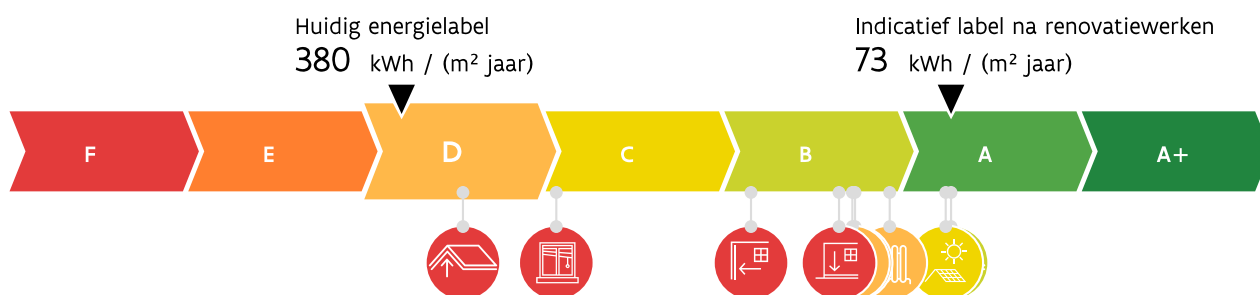 Huidig energielabel
380 kWh / (m² jaar)
Indicatief label na renovatiewerken
73 kWh / (m² jaar)
F E D C B A A+